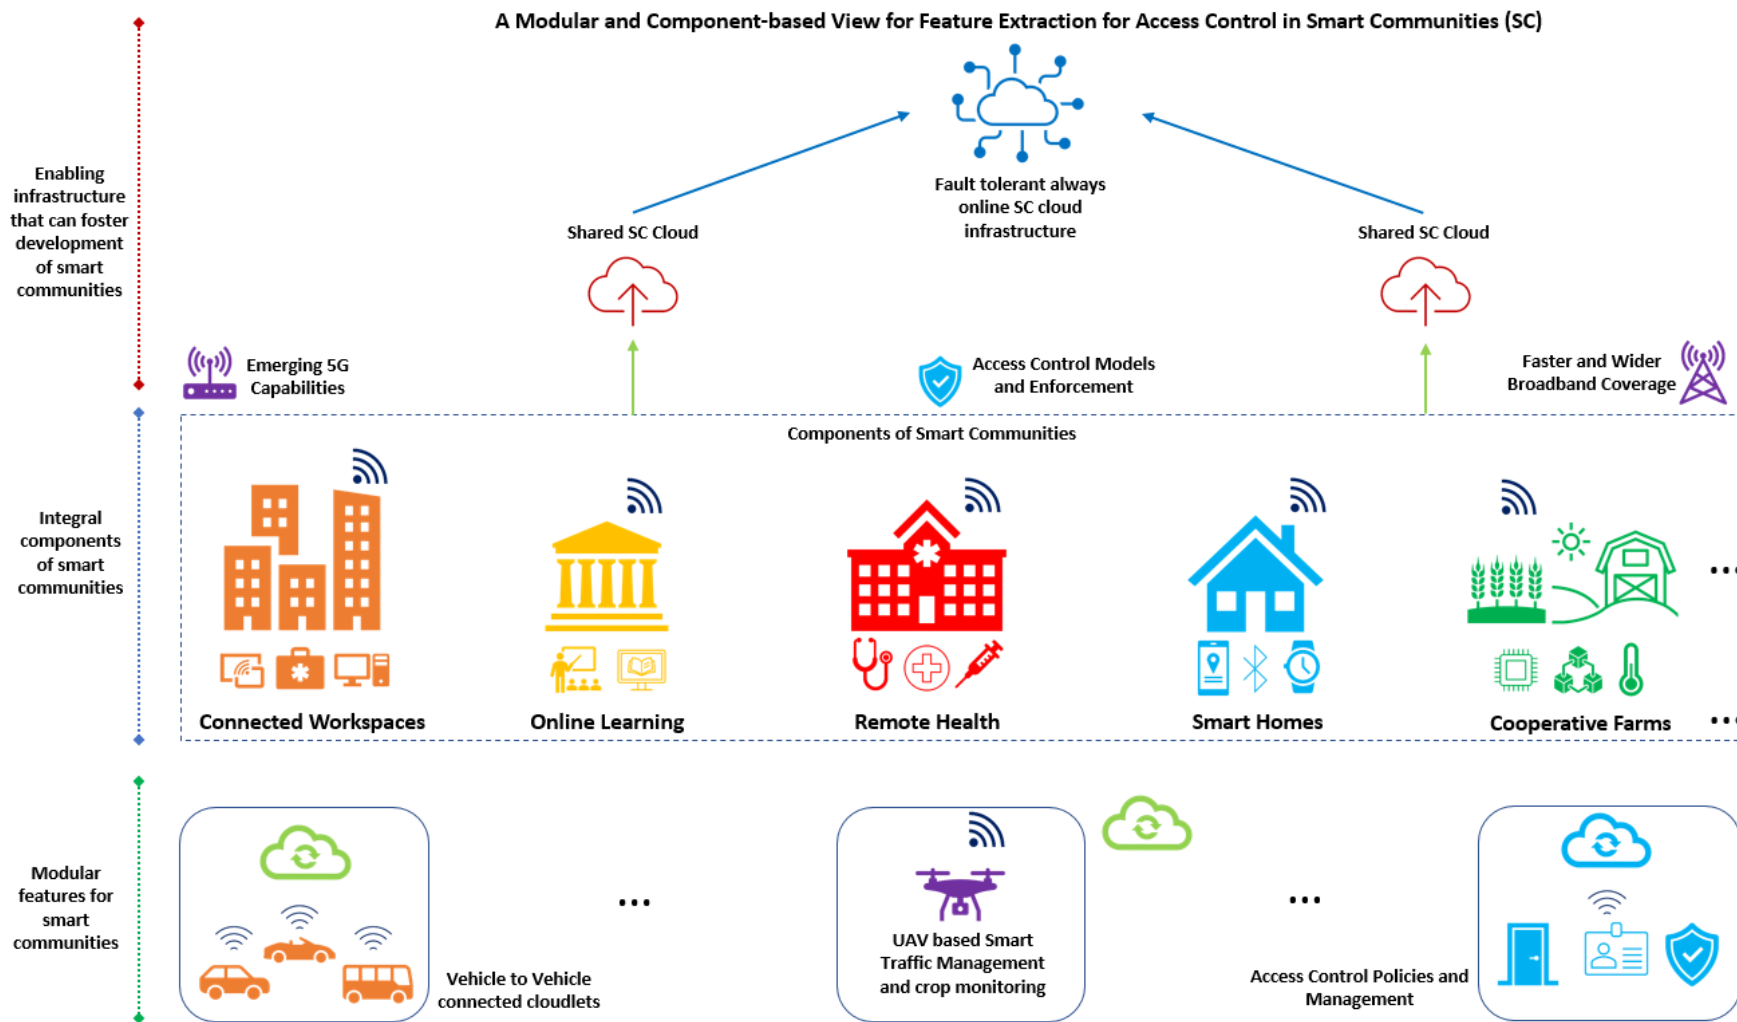 A Modular and Component-based View for Feature Extraction for Access Control in Smart Communities (SC)
Enabling
infrastructure
that can foster
development
of smart
communities
Fault tolerant always
online SC cloud
infrastructure
Shared SC Cloud
Shared SC Cloud
Emerging 5G
Capabilities
Access Control Models
and Enforcement
Faster and Wider
Broadband Coverage
Components of Smart Communities
Integral
components
of smart
communities
...
Connected Workspaces
Online Learning
Remote Health
Smart Homes
Cooperative Farms
...
Modular
features for
smart
communities
Vehicle to Vehicle
connected cloudlets
...
UAV based Smart
Traffic Management
and crop monitoring
...
Access Control Policies and
Management